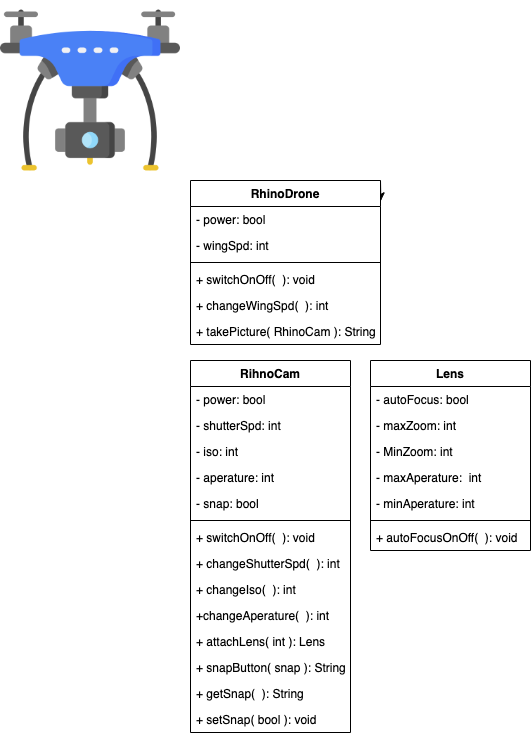 RhinoDrone
- power: bool
- wingSpd: int
+ switchOnOff(  ): void
+ changeWingSpd(  ): int
+ takePicture( RhinoCam ): String
RihnoCam
- power: bool
- shutterSpd: int
- iso: int
- aperature: int
- snap: bool
+ switchOnOff(  ): void
+ changeShutterSpd(  ): int
+ changeIso(  ): int
+changeAperature(  ): int
+ attachLens( int ): Lens
+ snapButton( snap ): String
+ getSnap(  ): String
+ setSnap( bool ): void
Lens
- autoFocus: bool
- maxZoom: int
- MinZoom: int
- maxAperature:  int
- minAperature: int
+ autoFocusOnOff(  ): void